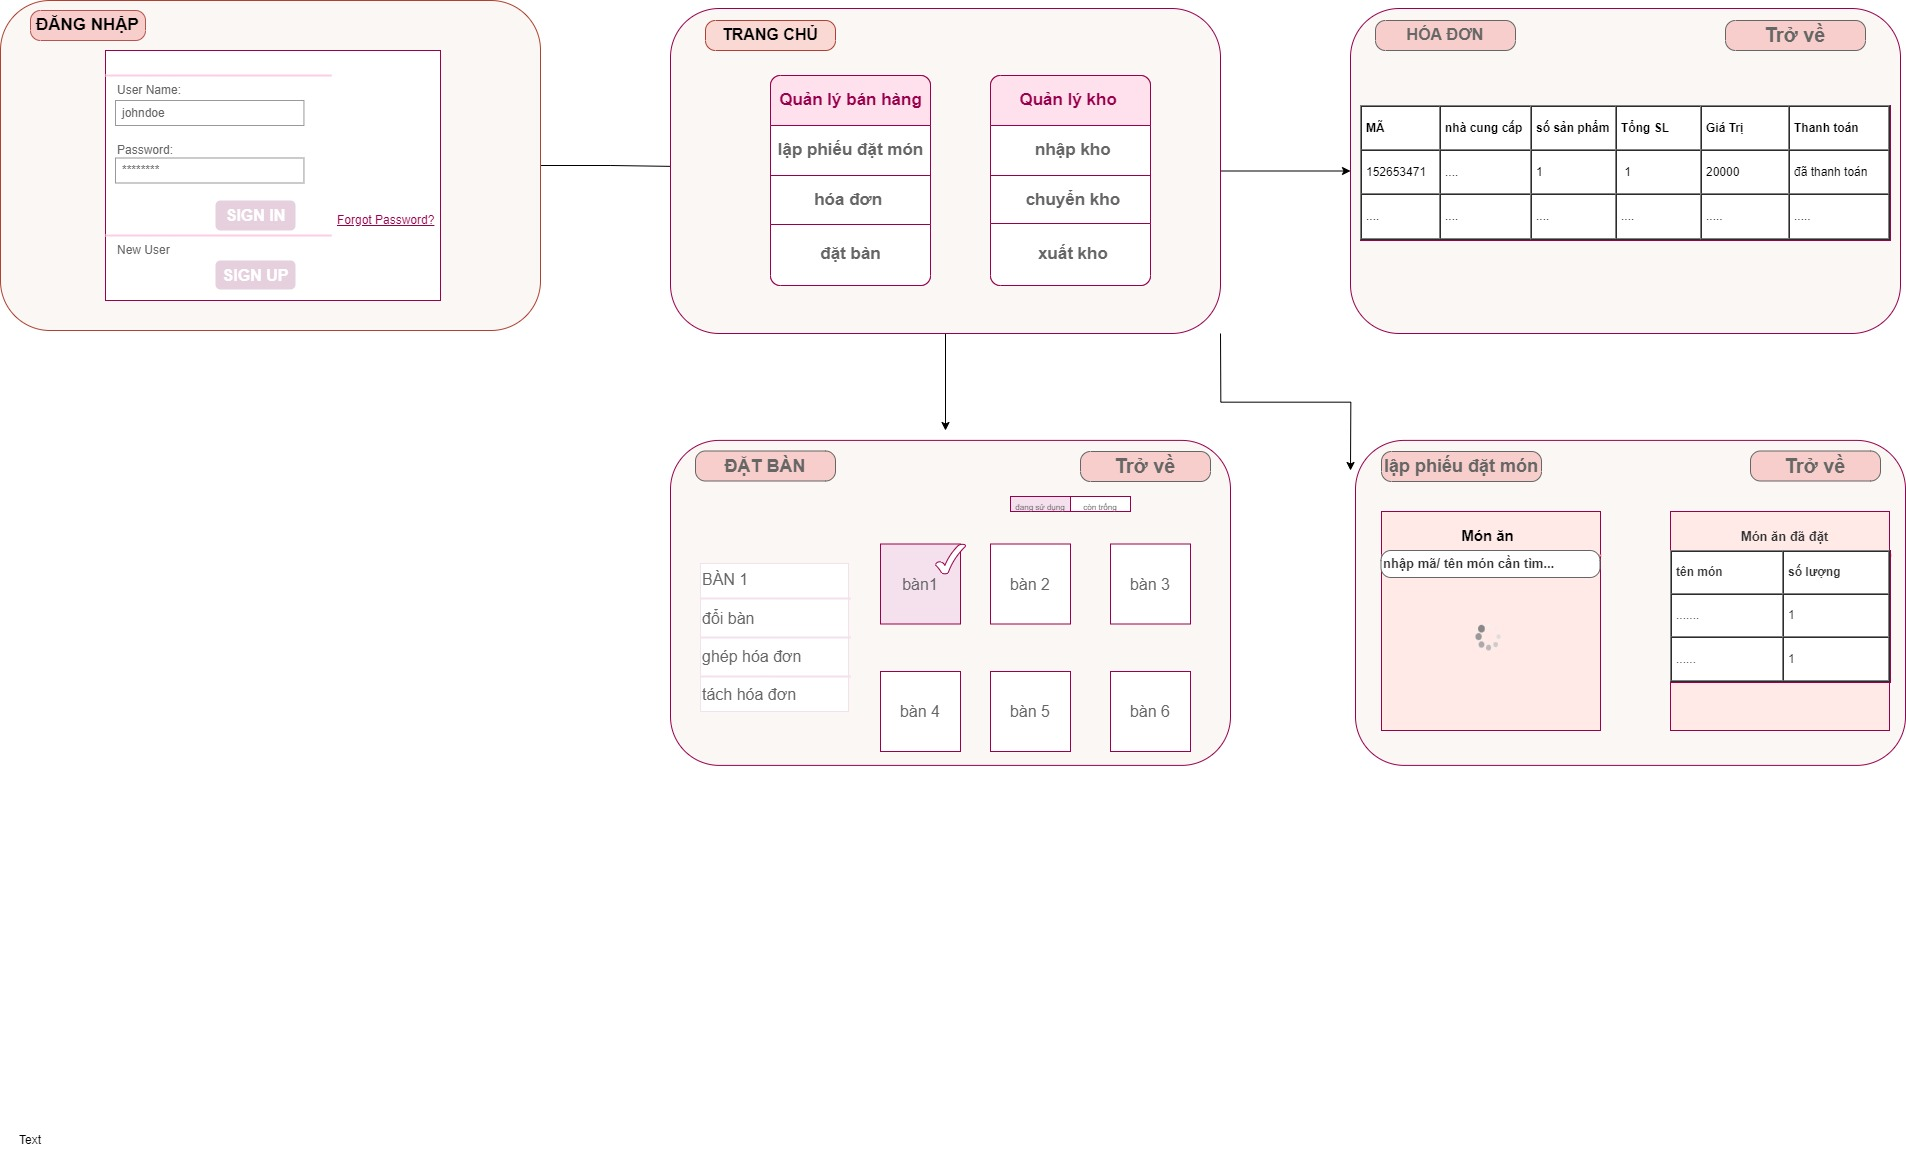 ĐĂNG NHẬP
User Name:
johndoe
Password:
********
SIGN IN
Forgot Password?
New User
SIGN UP
TRANG CHỦ
Quản lý bán hàng
lập phiếu đặt món
hóa đơn
đặt bàn
Quản lý kho
nhập kho
chuyển kho
xuất kho
HÓA ĐƠN
Trở về
MÃ nhà cung cấp số sản phẩm Tổng SL Giá Trị Thanh toán
152653471 .... 1 1 20000 đã thanh toán
.... .... .... .... ..... .....
ĐẶT BÀN
Trở về
đang sử dụng còn trống
BÀN 1
đổi bàn
ghép hóa đơn
tách hóa đơn
bàn1 bàn 2 bàn 3
bàn 4 bàn 5 bàn 6
lập phiếu đặt món
Trở về
Món ăn
nhập mã/ tên món cần tìm...
Món ăn đã đặt
tên món số lượng
....... 1
...... 1
Text